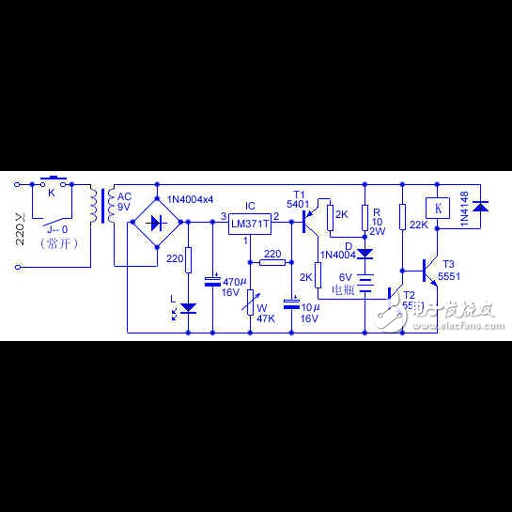 K
220V
J--0
(常开)
AC
9V
1N4004x4
220
L
470μ
16V
IC
3 LM371T 2
1
220
W
47K
10μ
16V
T1
5401
2K
2K
R
10
2W
D
1N4004
6V
电瓶
22K
T2
K
1N4148
T3
5551
电子发烧友
www.elecfans.com